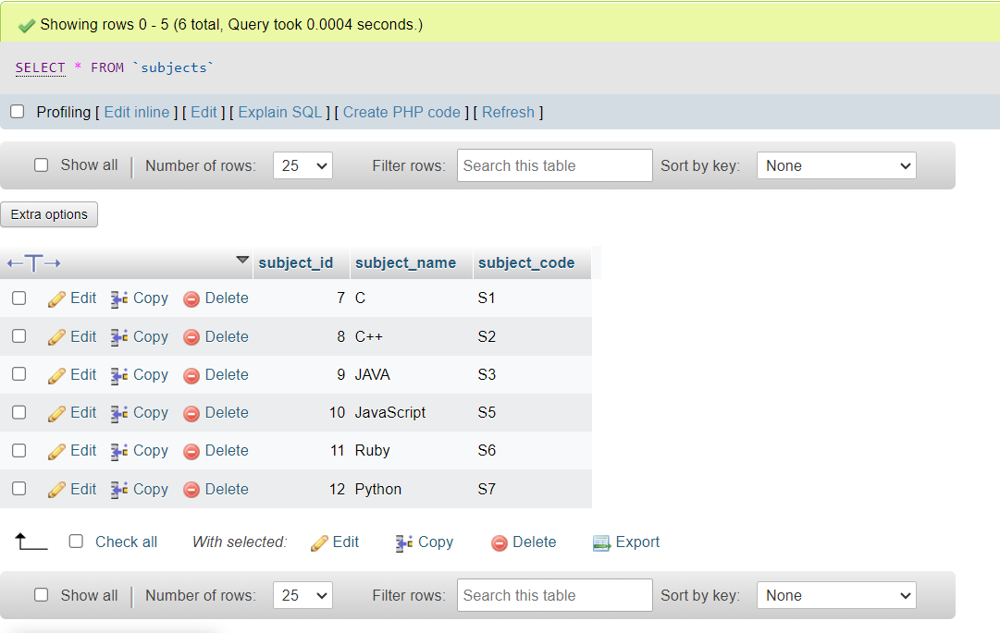 Showing rows 0 - 5 (6 total, Query took 0.0004 seconds.)
SELECT * FROM `subjects`
Profiling [ Edit inline ] [ Edit ] [ Explain SQL ] [ Create PHP code ] [ Refresh ]
Show all | Number of rows: 25 Filter rows: Search this table Sort by key: None
Extra options
←T→ subject_id subject_name subject_code
Edit Copy Delete 7 C S1
Edit Copy Delete 8 C++ S2
Edit Copy Delete 9 JAVA S3
Edit Copy Delete 10 JavaScript S5
Edit Copy Delete 11 Ruby S6
Edit Copy Delete 12 Python S7
Check all With selected: Edit Copy Delete Export
Show all | Number of rows: 25 Filter rows: Search this table Sort by key: None